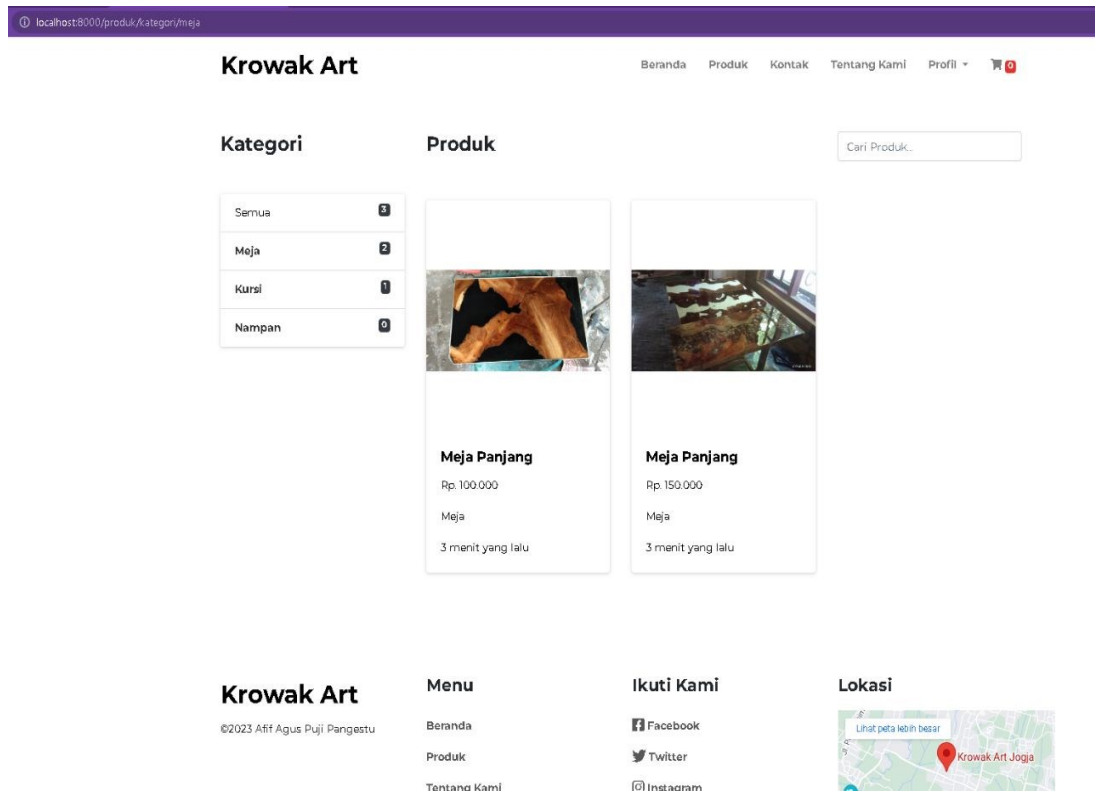 localhost:8000/produk/kategori/meja
Krowak Art
Beranda Produk Kontak Tentang Kami Profil 0
Kategori
Produk
Cari Produk..
Semua 3
Meja 2
Kursi 1
Nampan 0
Meja Panjang
Rp. 100.000
Meja
3 menit yang lalu
Meja Panjang
Rp. 150.000
Meja
3 menit yang lalu
Krowak Art
©2023 Afif Agus Puji Pangestu
Menu
Beranda
Produk
Tentang Kami
Ikuti Kami
Facebook
Twitter
Instagram
Lokasi
Lihat peta lebih besar
Krowak Art Jogja